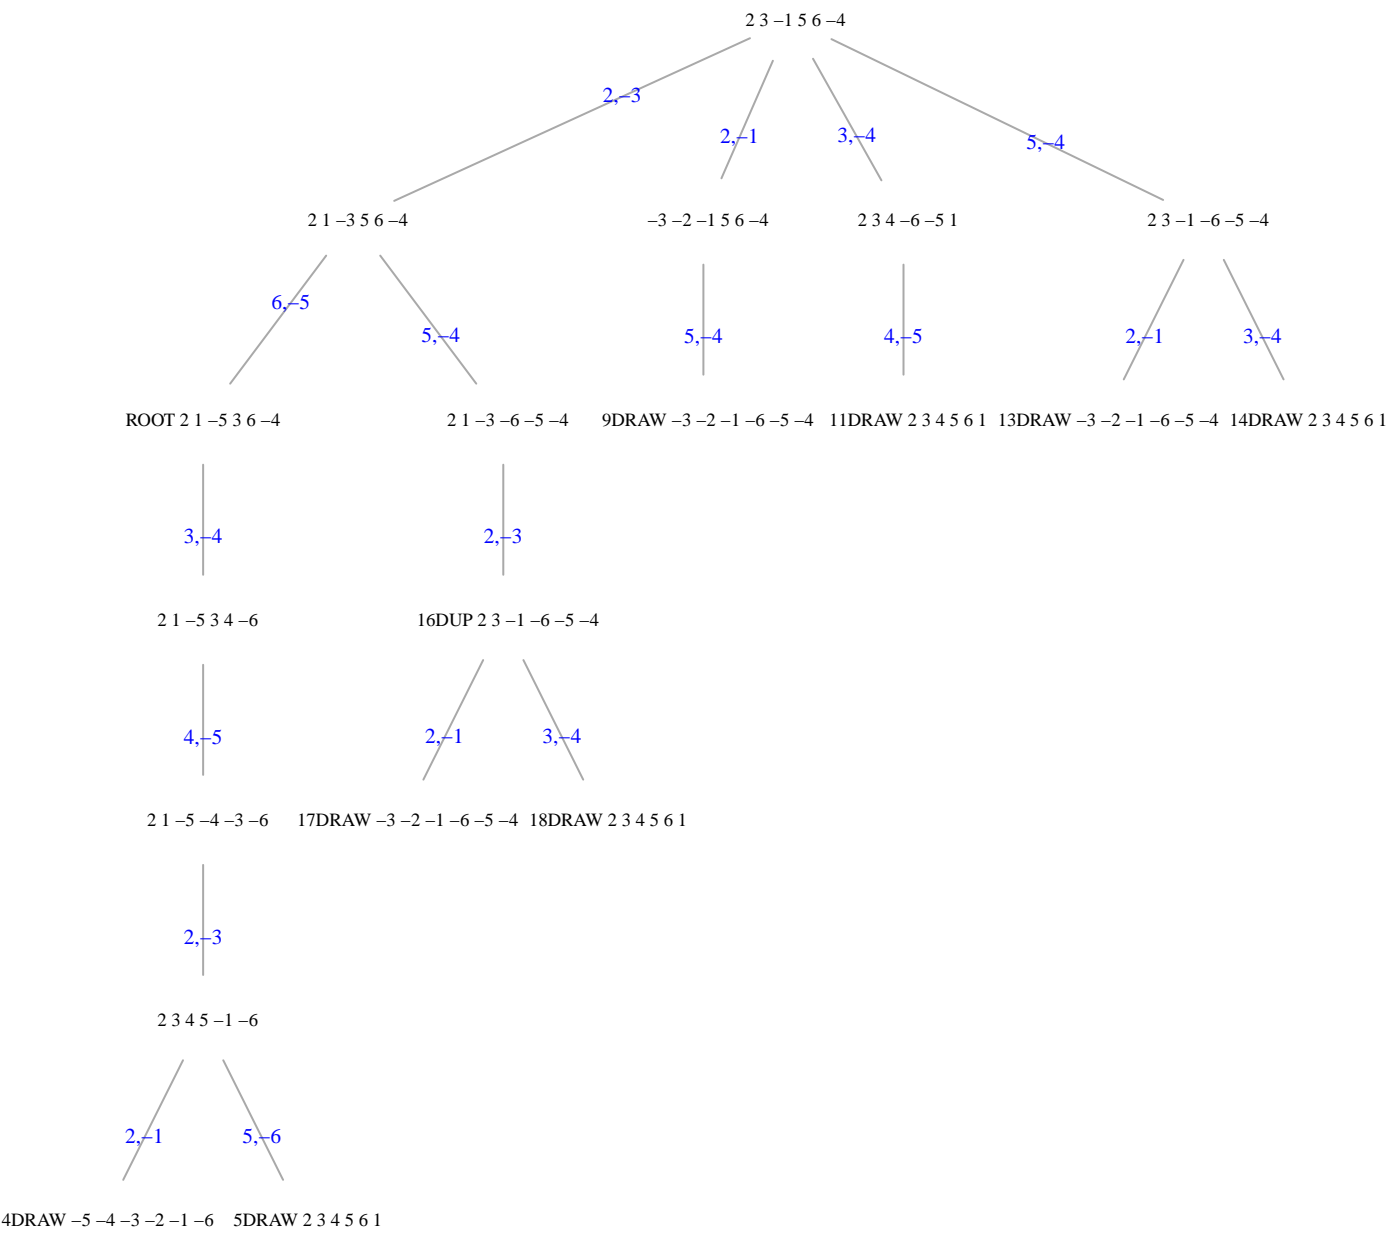 2 3 –1 5 6 –4
2,–3
2,–1
3,–4
5,–4
2 1 –3 5 6 –4
–3 –2 –1 5 6 –4
2 3 4 –6 –5 1
2 3 –1 –6 –5 –4
6,–5
5,–4
5,–4
4,–5
2,–1
3,–4
ROOT 2 1 –5 3 6 –4
2 1 –3 –6 –5 –4
9DRAW –3 –2 –1 –6 –5 –4
11DRAW 2 3 4 5 6 1
13DRAW –3 –2 –1 –6 –5 –4
14DRAW 2 3 4 5 6 1
3,–4
2,–3
2 1 –5 3 4 –6
16DUP 2 3 –1 –6 –5 –4
4,–5
2,–1
3,–4
2 1 –5 –4 –3 –6
17DRAW –3 –2 –1 –6 –5 –4
18DRAW 2 3 4 5 6 1
2,–3
2 3 4 5 –1 –6
2,–1
5,–6
4DRAW –5 –4 –3 –2 –1 –6
5DRAW 2 3 4 5 6 1